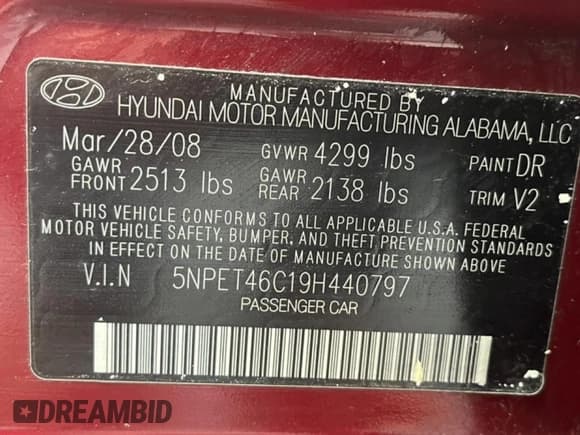 MANUFACTURED BY
HYUNDAI MOTOR MANUFACTURING ALABAMA, LLC
Mar/28/08 GVWR 4299 lbs PAINT DR
GAWR FRONT 2513 lbs GAWR REAR 2138 lbs TRIM V2
THIS VEHICLE CONFORMS TO ALL APPLICABLE U.S.A. FEDERAL
MOTOR VEHICLE SAFETY, BUMPER, AND THEFT PREVENTION STANDARDS
IN EFFECT ON THE DATE OF MANUFACTURE SHOWN ABOVE.
V.I.N 5NPET46C19H440797
PASSENGER CAR
DREAMBID